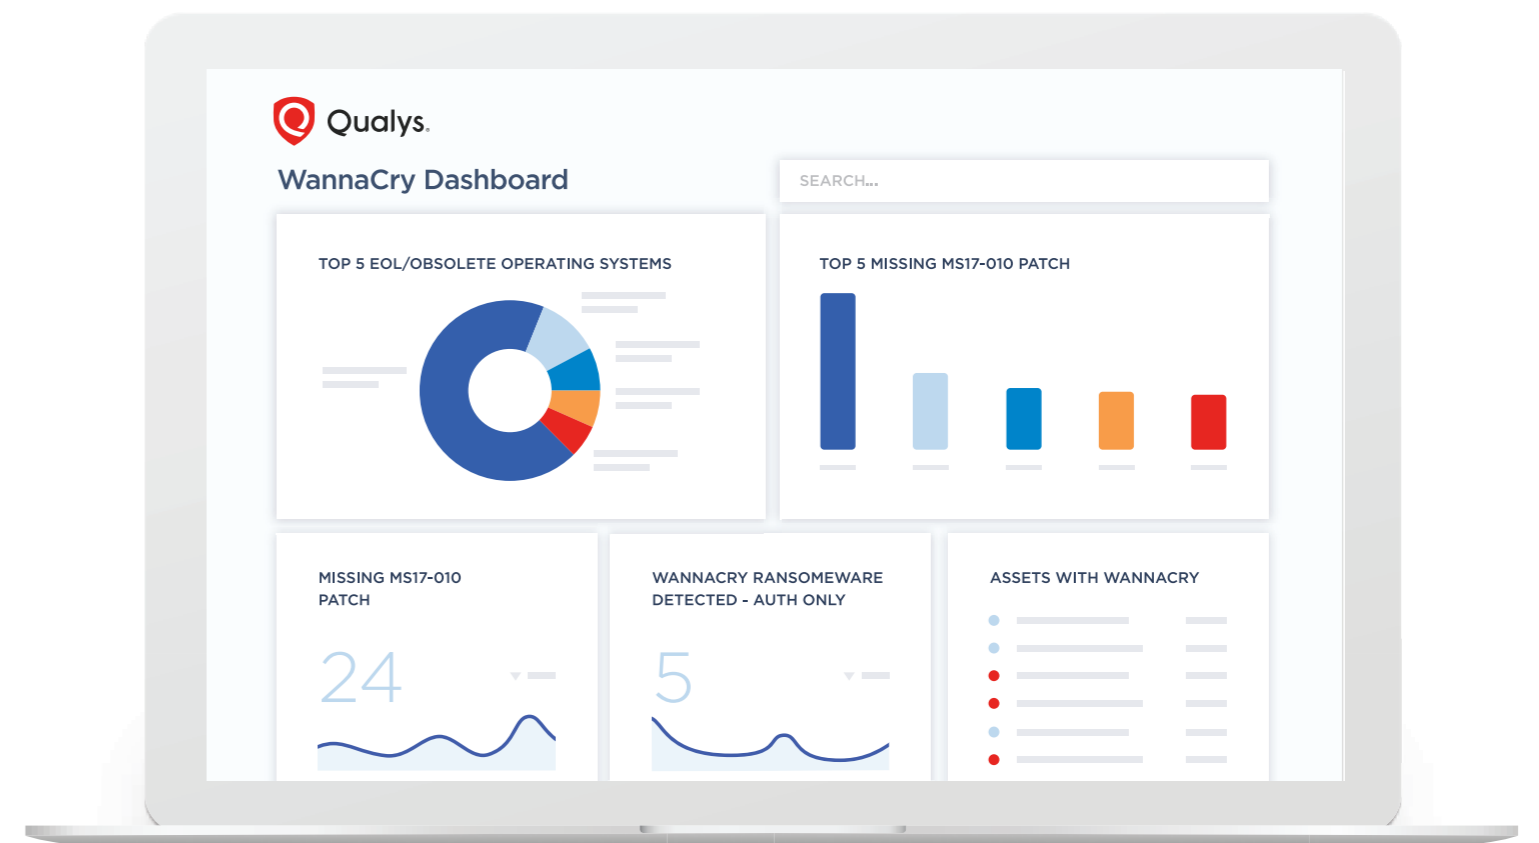 Qualys.
WannaCry Dashboard
SEARCH...
TOP 5 EOL/OBSOLETE OPERATING SYSTEMS
TOP 5 MISSING MS17-010 PATCH
MISSING MS17-010
PATCH
24
WANNACRY RANSOMEWARE
DETECTED - AUTH ONLY
5
ASSETS WITH WANNACRY